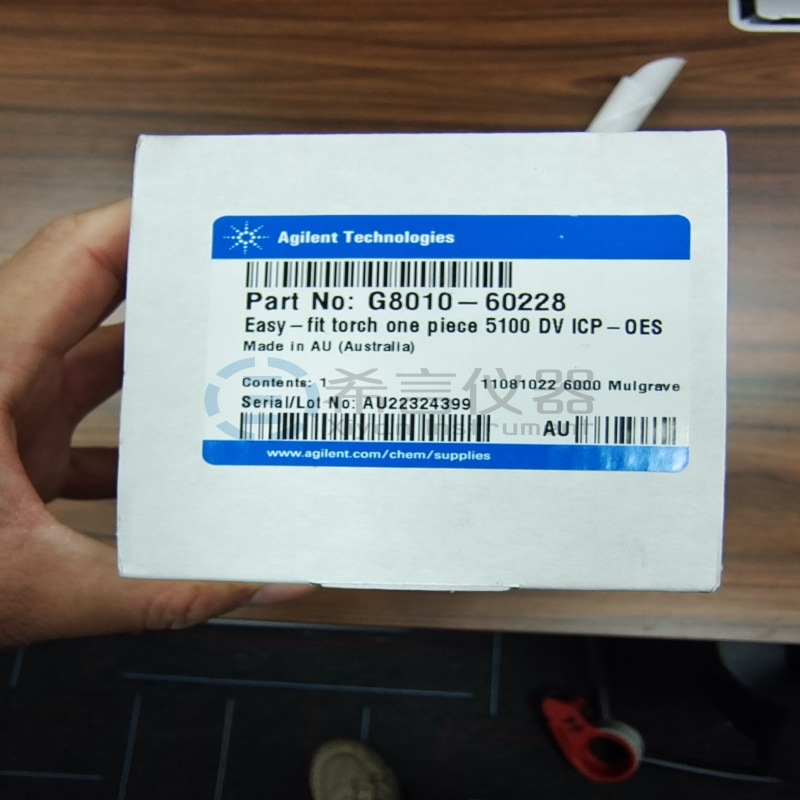 Agilent Technologies
Part No: G8010-60228
Easy-fit torch one piece 5100 DV ICP-OES
Made in AU (Australia)
希言仪器
Contents: 1 11081022 6000 Mulgrave
Serial/Lot No: AU22324399
Xiyan Instrument
AU
www.agilent.com/chem/supplies